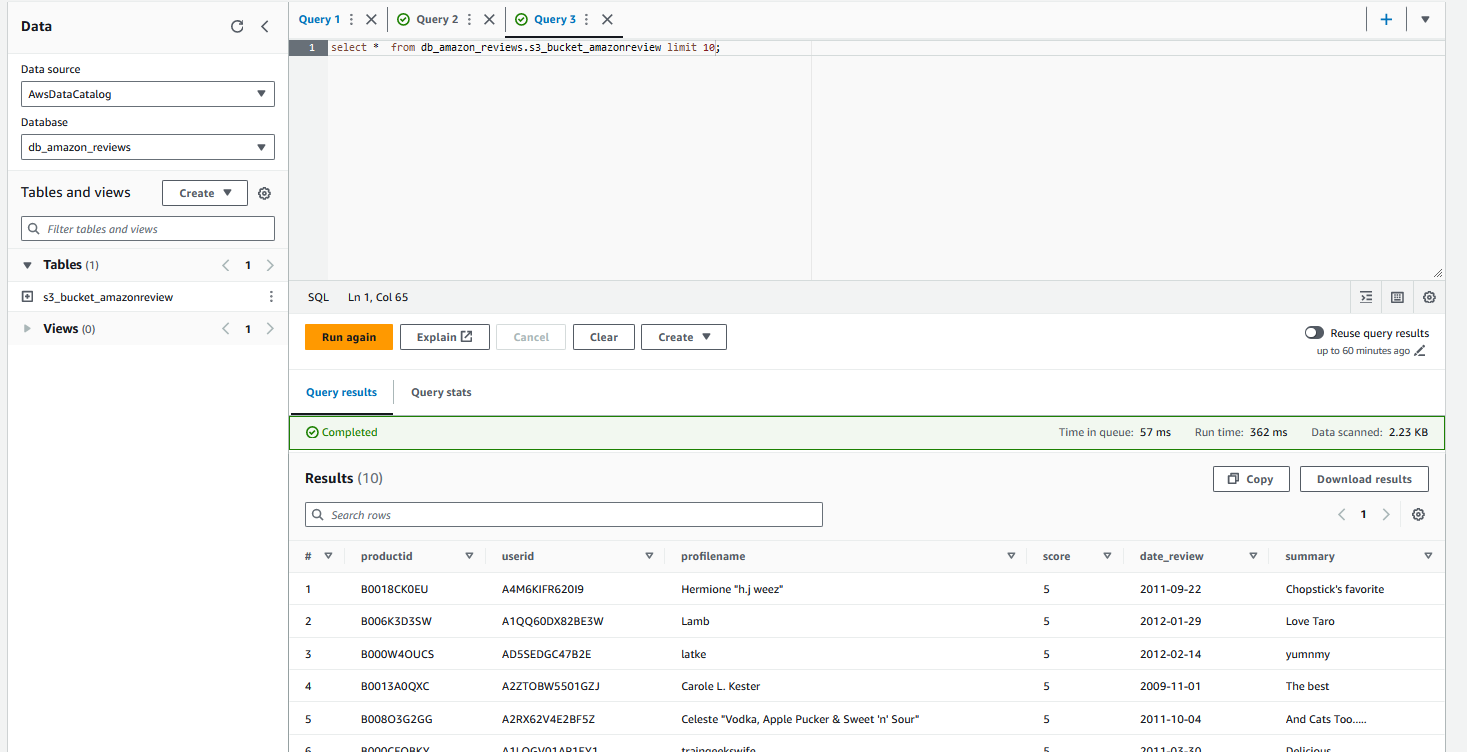 Data
Query 1
Query 2
Query 3
1 select *  from db_amazon_reviews.s3_bucket_amazonreview limit 10;
Data source
AwsDataCatalog
Database
db_amazon_reviews
Tables and views
Create
Filter tables and views
Tables (1)
1
s3_bucket_amazonreview
Views (0)
1
SQL Ln 1, Col 65
Run again
Explain
Cancel
Clear
Create
Reuse query results
up to 60 minutes ago
Query results
Query stats
Completed
Time in queue: 57 ms Run time: 362 ms Data scanned: 2.23 KB
Results (10)
Copy
Download results
Search rows
1
# productid userid profilename score date_review summary
1 B0018CK0EU A4M6KIFR620I9 Hermione "h.j weez" 5 2011-09-22 Chopstick's favorite
2 B006K3D3SW A1QQ60DX82BE3W Lamb 5 2012-01-29 Love Taro
3 B000W4OUCS AD5SEDGC47B2E latke 5 2012-02-14 yumnmy
4 B0013A0QXC A2ZTOBW5501GZJ Carole L. Kester 5 2009-11-01 The best
5 B008O3G2GG A2RX62V4E2BF5Z Celeste "Vodka, Apple Pucker & Sweet 'n' Sour" 5 2011-10-04 And Cats Too.....
6 traingeekswife 5 2011-03-30 Delicious